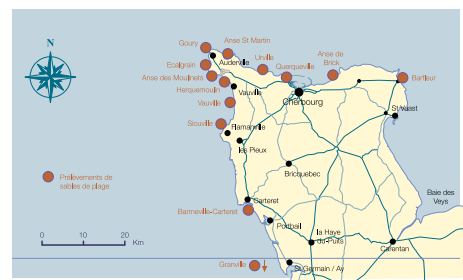 N
Goury
Anse St Martin
Auderville
Ecalgrain
Urville
Anse de
Brick
Querqueville
Anse des Moulinets
Barfleur
Herquemoulin
Vauville
Cherbourg
Vauville
St Vaast
Siouville
Flamanville
les Pieux
Bricquebec
Prélèvements de
sables de plage
Baie des
Veys
Carteret
Barneville-Carteret
Portbail
la Haye
du-Puits
Carentan
0 10 20
Km
Granville
St Germain / Ay